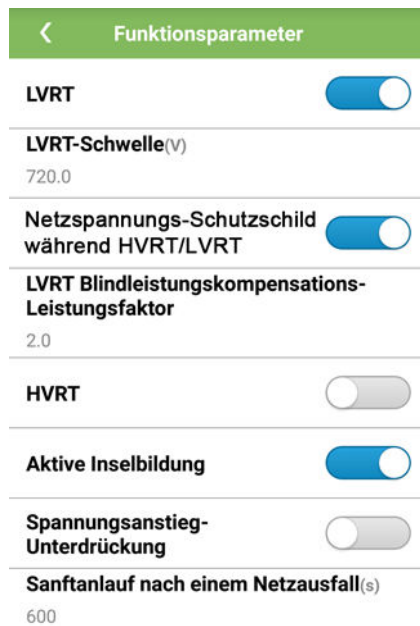 Funktionsparameter
LVRT
LVRT-Schwelle(V)
720.0
Netzspannungs-Schutzschild
während HVRT/LVRT
LVRT Blindleistungskompensations-
Leistungsfaktor
2.0
HVRT
Aktive Inselbildung
Spannungsanstieg-
Unterdrückung
Sanftanlauf nach einem Netzausfall(s)
600